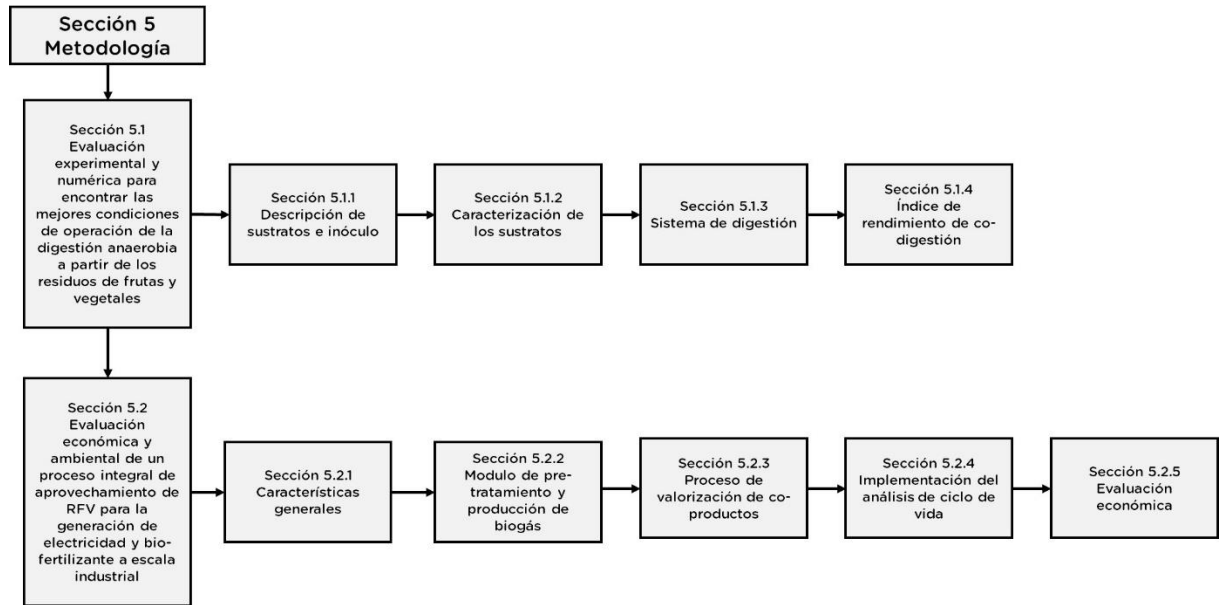 Sección 5
Metodología
Sección 5.1
Evaluación
experimental y
numérica para
encontrar las
mejores condiciones
de operación de la
digestión anaerobia
a partir de los
residuos de frutas y
vegetales
Sección 5.1.1
Descripción de
sustratos e inóculo
Sección 5.1.2
Caracterización de
los sustratos
Sección 5.1.3
Sistema de digestión
Sección 5.1.4
Índice de
rendimiento de co-
digestión
Sección 5.2
Evaluación
económica y
ambiental de un
proceso integral de
aprovechamiento de
RFV para la
generación de
electricidad y bio-
fertilizante a escala
industrial
Sección 5.2.1
Características
generales
Sección 5.2.2
Modulo de pre-
tratamiento y
producción de
biogás
Sección 5.2.3
Proceso de
valorización de co-
productos
Sección 5.2.4
Implementación del
análisis de ciclo de
vida
Sección 5.2.5
Evaluación
económica